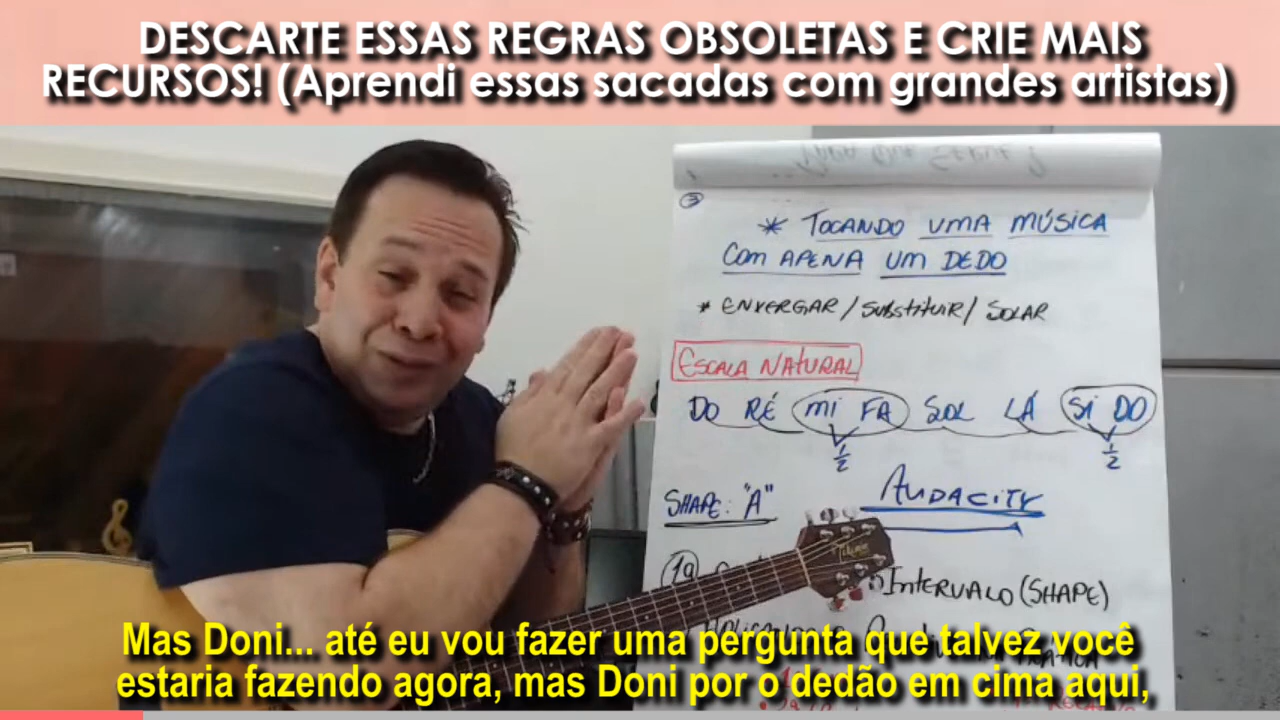 DESCARTE ESSAS REGRAS OBSOLETAS E CRIE MAIS
RECURSOS! (Aprendi essas sacadas com grandes artistas)
* TOCANDO UMA MÚSICA
COM APENA UM DEDO
* ENXERGAR / SUBSTITUIR / SOLAR
ESCALA NATURAL
DO RÉ MI FA SOL LÁ SI DO
1/2 1/2
SHAPE: "A" AUDACITY
1ª
INTERVALO (SHAPE)
Mas Doni... até eu vou fazer uma pergunta que talvez você
estaria fazendo agora, mas Doni por o dedão em cima aqui,